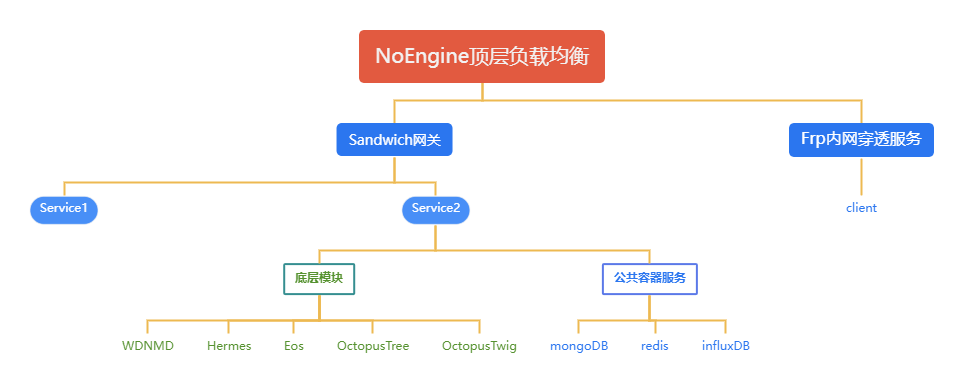 NoEngine顶层负载均衡
Sandwich网关
Frp内网穿透服务
Service1
Service2
client
底层模块
公共容器服务
WDNMD
Hermes
Eos
OctopusTree
OctopusTwig
mongoDB
redis
influxDB